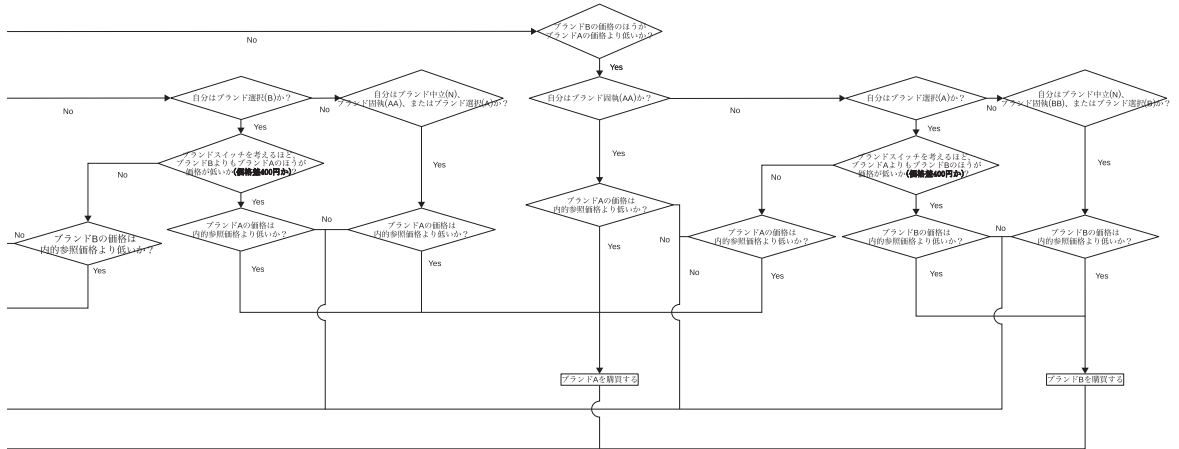 ブランドBの価格のほうが
ブランドAの価格より低いか?
No
Yes
自分はブランド選択(B)か?
自分はブランド中立(N)、
ブランド固執(AA)、またはブランド選択(A)か?
自分はブランド固執(AA)か?
自分はブランド選択(A)か?
自分はブランド中立(N)、
ブランド固執(BB)、またはブランド選択(B)か?
No
No
No
No
Yes
Yes
Yes
Yes
Yes
ブランドスイッチを考えるほど、
ブランドBよりもブランドAのほうが
価格が低いか(価格差400円か)?
ブランドスイッチを考えるほど、
ブランドAよりもブランドBのほうが
価格が低いか(価格差400円か)?
No
No
Yes
Yes
ブランドAの価格は
内的参照価格より低いか?
No
ブランドBの価格は
内的参照価格より低いか?
ブランドAの価格は
内的参照価格より低いか?
No
ブランドAの価格は
内的参照価格より低いか?
No
ブランドAの価格は
内的参照価格より低いか?
ブランドBの価格は
内的参照価格より低いか?
No
ブランドBの価格は
内的参照価格より低いか?
Yes
Yes
Yes
Yes
No
Yes
Yes
Yes
ブランドAを購買する
ブランドBを購買する